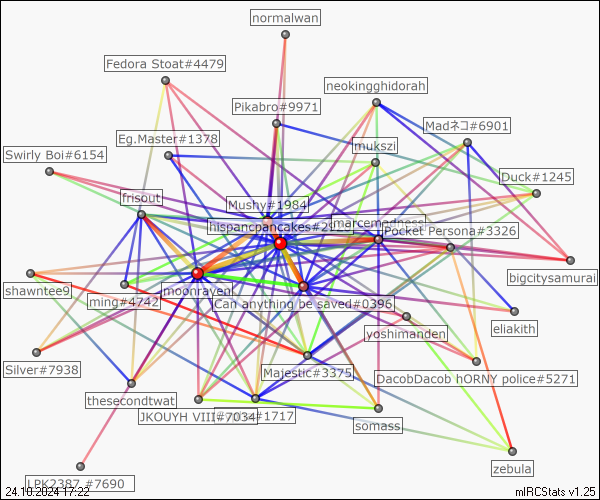 normalwan
Fedora Stoat#4479
neokingghidorah
Pikabro#9971
Madネコ#6901
Eg.Master#1378
mukszi
Swirly Boi#6154
Duck#1245
frisout
Mushy#1984
marcemadness
hispancpancakes#2
Pocket Persona#3326
bigcitysamurai
shawntee9
moonraven
ming#4742
Can anything be saved#0396
eliakith
yoshimanden
Silver#7938
Majestic#3375
DacobDacob hORNY police#5271
thesecondtwat
JKOUYH VIII#7034
#1717
somass
zebula
LPK2387 #7690
24.10.2024 17:22
mIRCStats v1.25